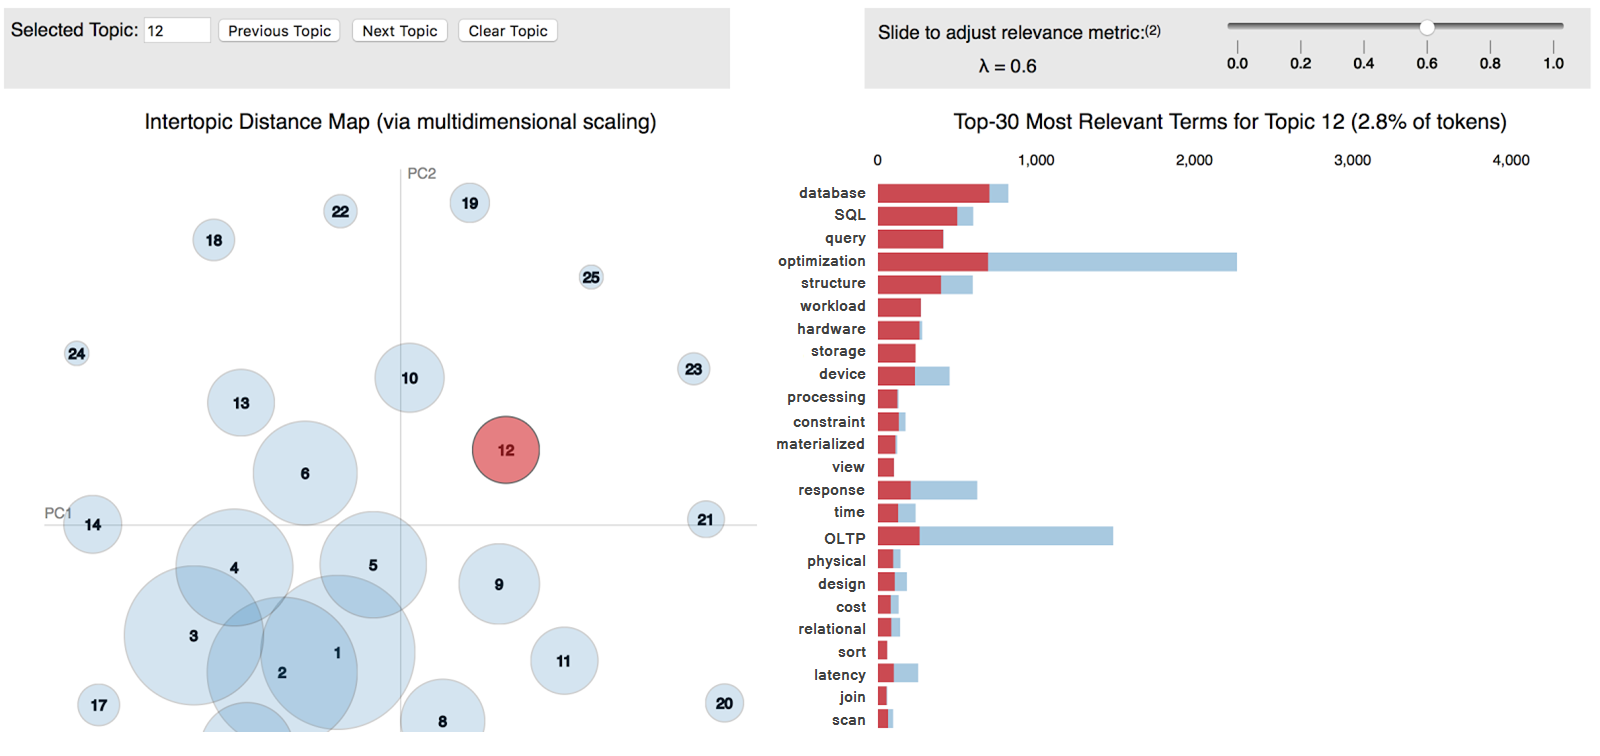 Selected Topic: 12 Previous Topic Next Topic Clear Topic
Slide to adjust relevance metric:(2)
λ = 0.6
0.0 0.2 0.4 0.6 0.8 1.0
Intertopic Distance Map (via multidimensional scaling)
PC2
19
22
18
25
24
23
10
13
12
6
PC1
14
21
5
4
9
3
1
11
2
20
17
8
Top-30 Most Relevant Terms for Topic 12 (2.8% of tokens)
0 1,000 2,000 3,000 4,000
database
SQL
query
optimization
structure
workload
hardware
storage
device
processing
constraint
materialized
view
response
time
OLTP
physical
design
cost
relational
sort
latency
join
scan